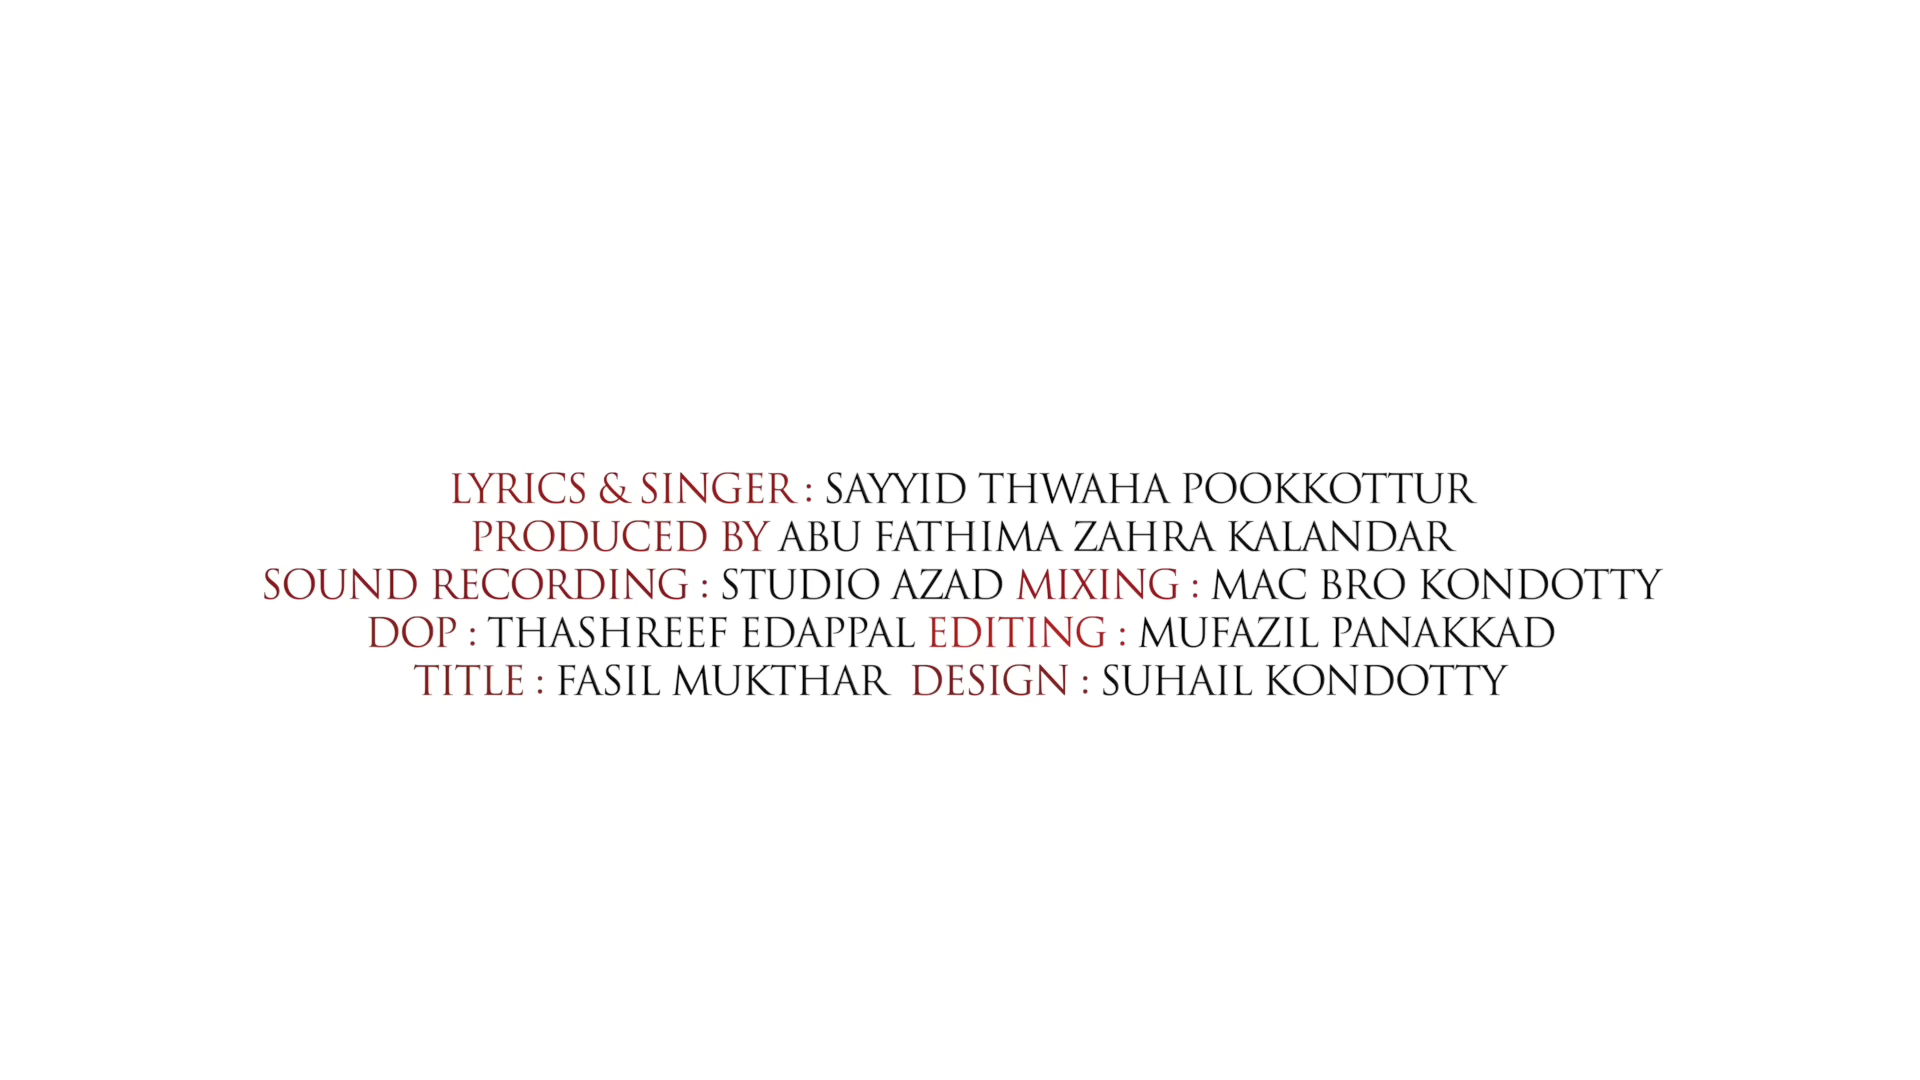 LYRICS & SINGER : SAYYID THWAHA POOKKOTTUR
PRODUCED BY ABU FATHIMA ZAHRA KALANDAR
SOUND RECORDING : STUDIO AZAD MIXING : MAC BRO KONDOTTY
DOP : THASHREEF EDAPPAL EDITING : MUFAZIL PANAKKAD
TITLE : FASIL MUKTHAR DESIGN : SUHAIL KONDOTTY